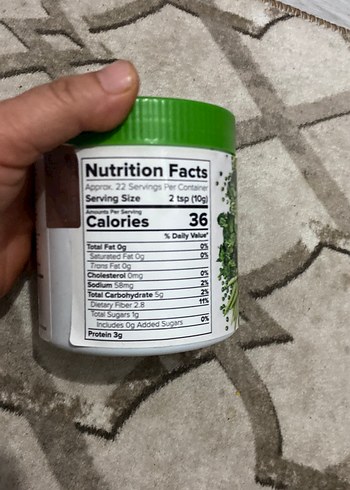 Nutrition Facts
Approx. 22 Servings Per Container
Serving Size 2 tsp (10g)
Amounts Per Serving
Calories 36
% Daily Value*
Total Fat 0g 0%
Saturated Fat 0g 0%
Trans Fat 0g
Cholesterol 0mg 0%
Sodium 58mg 2%
Total Carbohydrate 5g 2%
Dietary Fiber 2.8 11%
Total Sugars 1g
Includes 0g Added Sugars 0%
Protein 3g